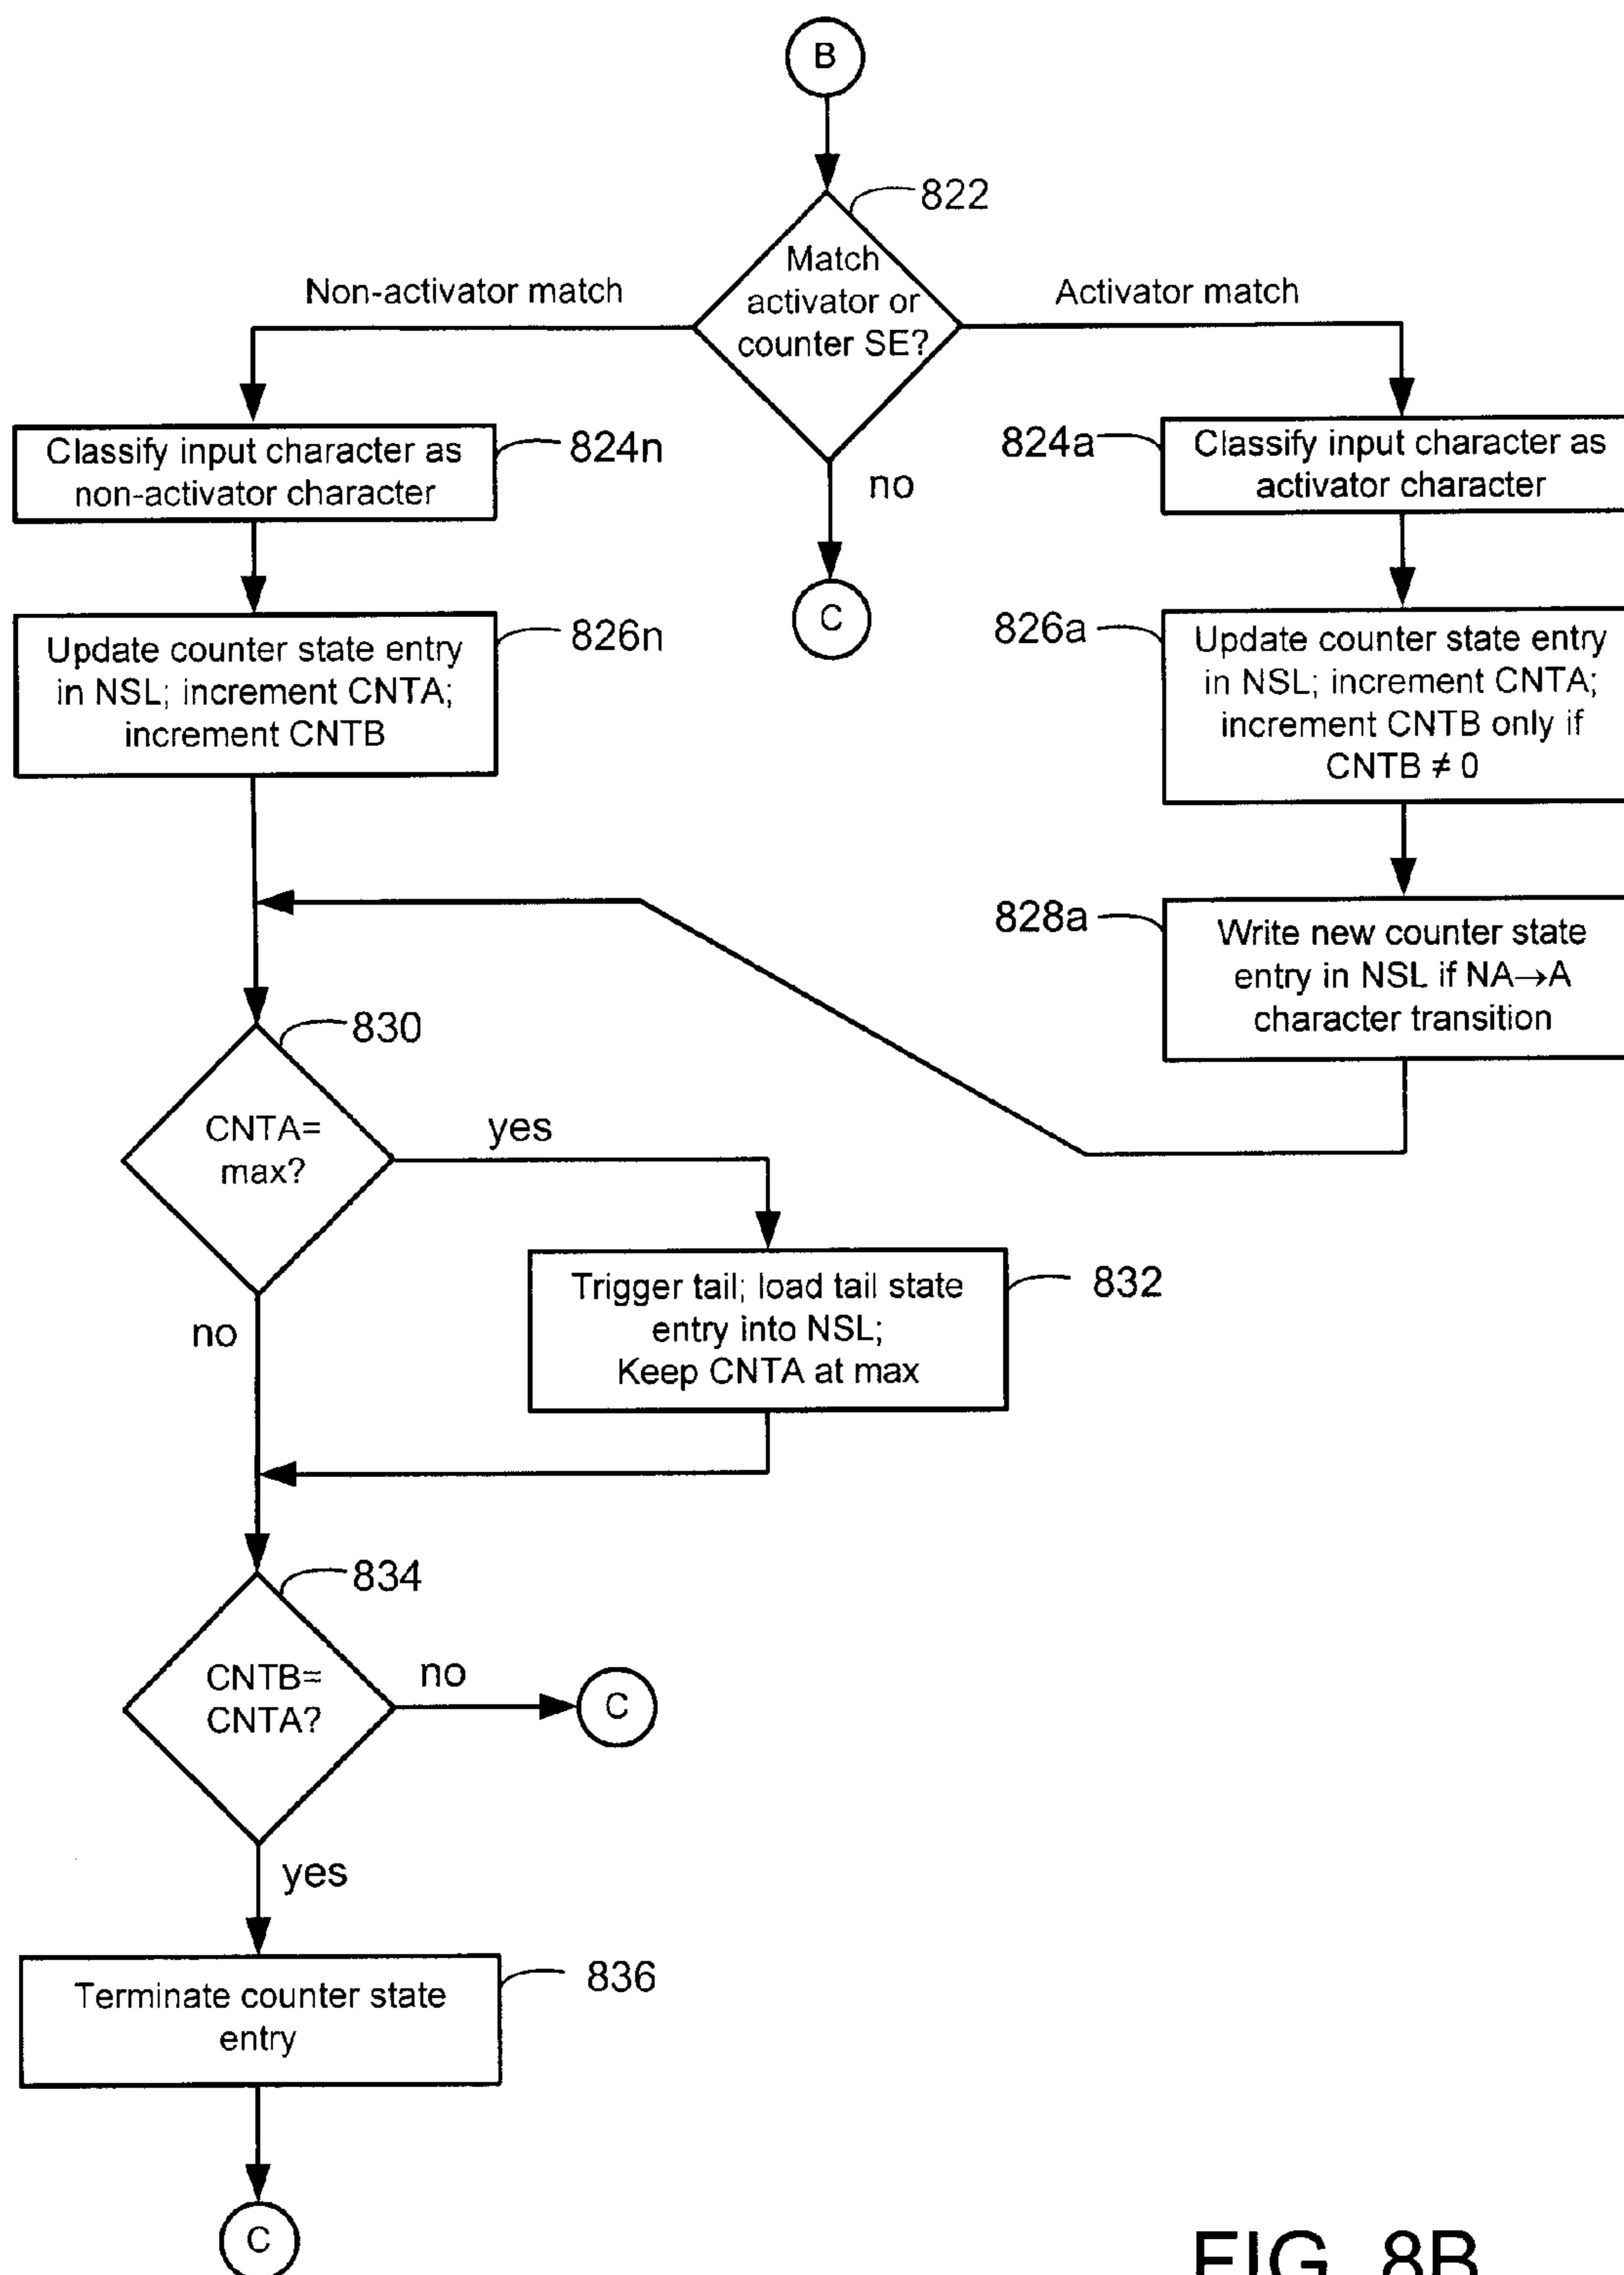 B
822
Match
activator or
counter SE?
Non-activator match
Activator match
no
C
Classify input character as
non-activator character
824n
824a
Classify input character as
activator character
Update counter state entry
in NSL; increment CNTA;
increment CNTB
826n
826a
Update counter state entry
in NSL; increment CNTA;
increment CNTB only if
CNTB ≠ 0
828a
Write new counter state
entry in NSL if NA→A
character transition
830
CNTA=
max?
yes
no
Trigger tail; load tail state
entry into NSL;
Keep CNTA at max
832
834
CNTB=
CNTA?
no
C
yes
Terminate counter state
entry
836
C
FIG. 8B